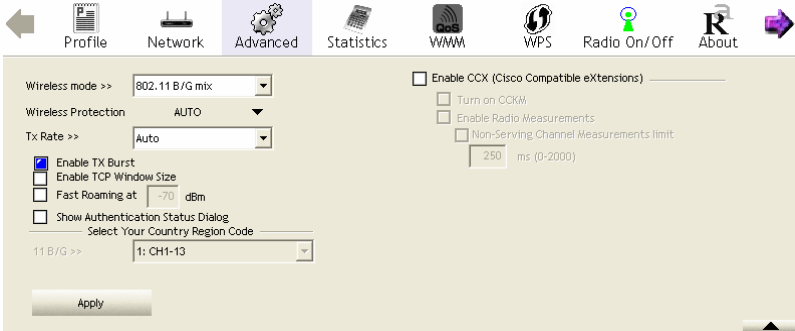 Profile Network Advanced Statistics QoS WMM WPS Radio On/Off R a About
Wireless mode >> 802.11 B/G mix
Wireless Protection AUTO
Tx Rate >> Auto
Enable TX Burst
Enable TCP Window Size
Fast Roaming at -70 dBm
Show Authentication Status Dialog
Select Your Country Region Code
11 B/G >> 1: CH1-13
Apply
Enable CCX (Cisco Compatible eXtensions)
Turn on CCKM
Enable Radio Measurements
Non-Serving Channel Measurements limit
250 ms (0-2000)